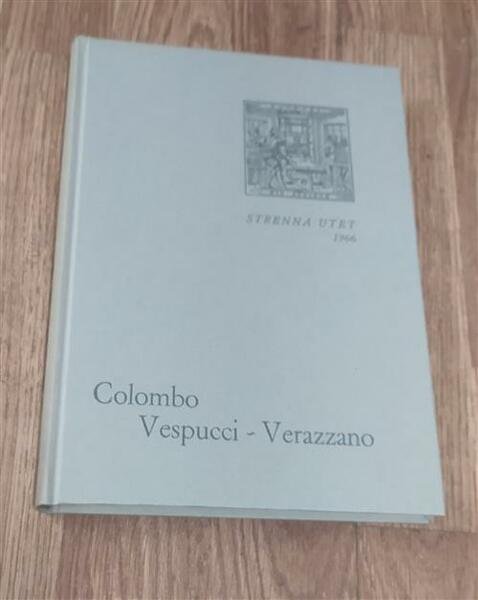 STRENNA UTET
1966
Colombo
Vespucci - Verazzano